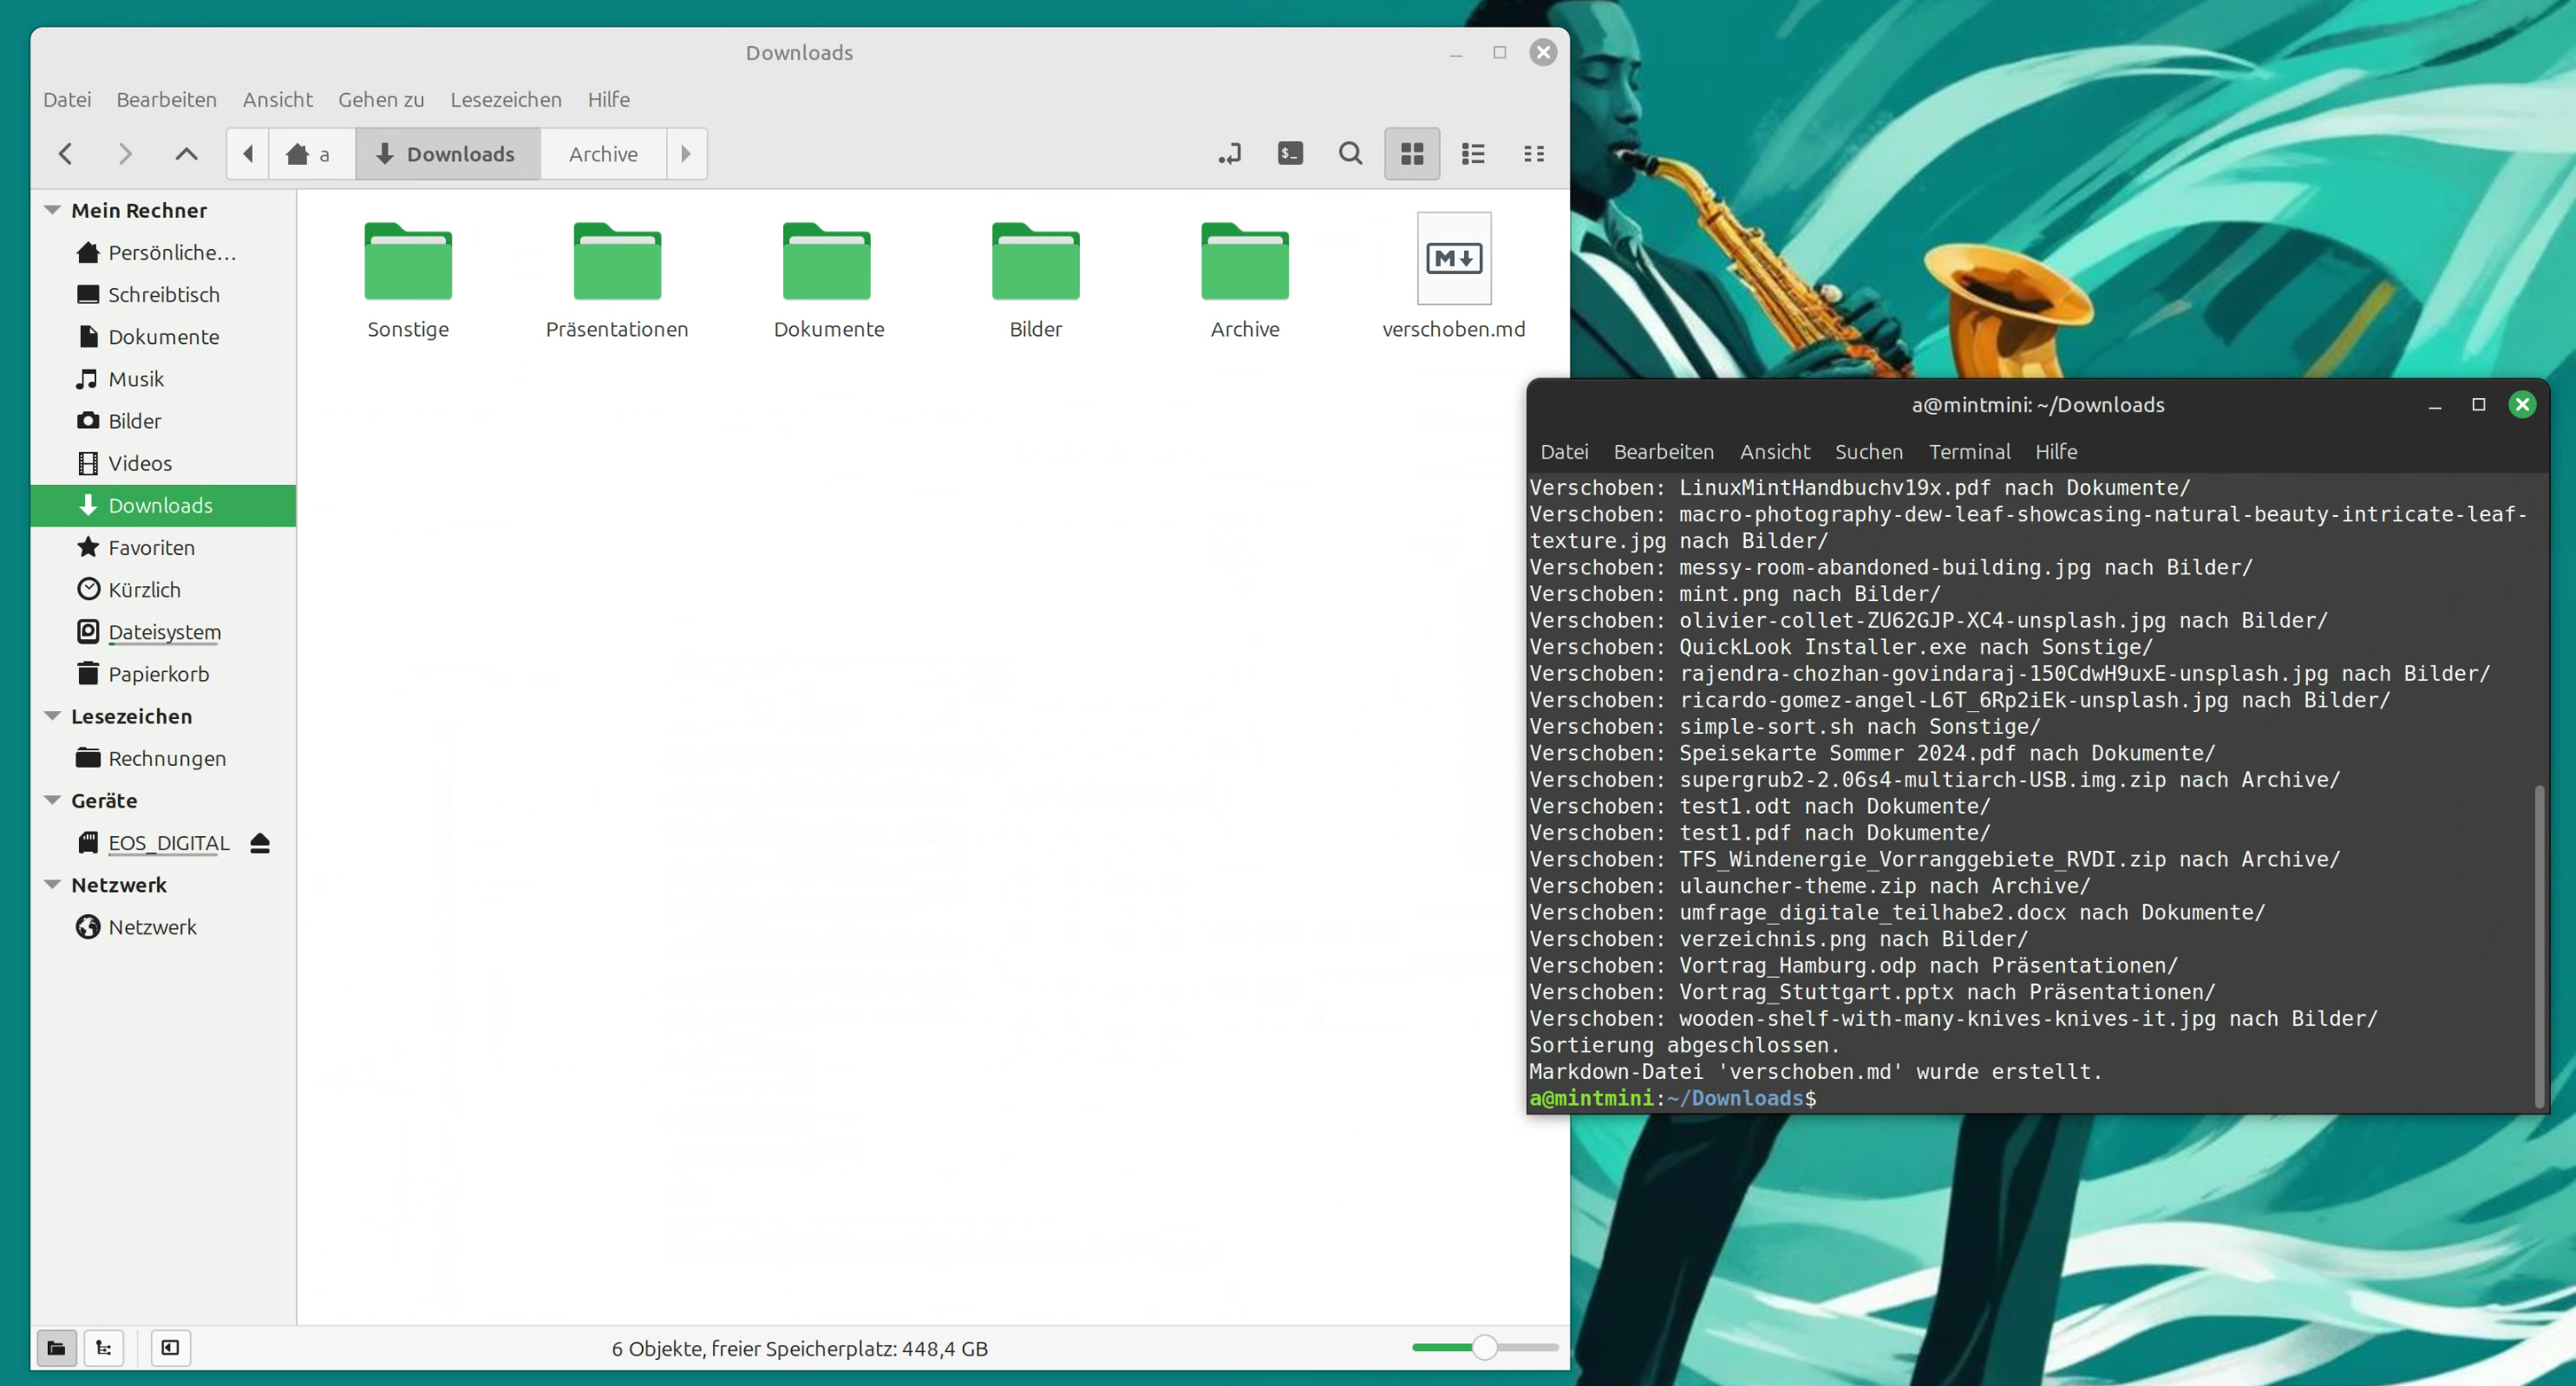 Downloads
Datei Bearbeiten Ansicht Gehen zu Lesezeichen Hilfe
a Downloads Archive
Mein Rechner
Persönliche…
Schreibtisch
Dokumente
Musik
Bilder
Videos
Downloads
Favoriten
Kürzlich
Dateisystem
Papierkorb
Lesezeichen
Rechnungen
Geräte
EOS_DIGITAL
Netzwerk
Netzwerk
Sonstige Präsentationen Dokumente Bilder Archive verschoben.md
6 Objekte, freier Speicherplatz: 448,4 GB
a@mintmini: ~/Downloads
Datei Bearbeiten Ansicht Suchen Terminal Hilfe
Verschoben: LinuxMintHandbuchv19x.pdf nach Dokumente/
Verschoben: macro-photography-dew-leaf-showcasing-natural-beauty-intricate-leaf-
texture.jpg nach Bilder/
Verschoben: messy-room-abandoned-building.jpg nach Bilder/
Verschoben: mint.png nach Bilder/
Verschoben: olivier-collet-ZU62GJP-XC4-unsplash.jpg nach Bilder/
Verschoben: QuickLook Installer.exe nach Sonstige/
Verschoben: rajendra-chozhan-govindaraj-150CdwH9uxE-unsplash.jpg nach Bilder/
Verschoben: ricardo-gomez-angel-L6T_6Rp2iEk-unsplash.jpg nach Bilder/
Verschoben: simple-sort.sh nach Sonstige/
Verschoben: Speisekarte Sommer 2024.pdf nach Dokumente/
Verschoben: supergrub2-2.06s4-multiarch-USB.img.zip nach Archive/
Verschoben: test1.odt nach Dokumente/
Verschoben: test1.pdf nach Dokumente/
Verschoben: TFS_Windenergie_Vorranggebiete_RVDI.zip nach Archive/
Verschoben: ulauncher-theme.zip nach Archive/
Verschoben: umfrage_digitale_teilhabe2.docx nach Dokumente/
Verschoben: verzeichnis.png nach Bilder/
Verschoben: Vortrag_Hamburg.odp nach Präsentationen/
Verschoben: Vortrag_Stuttgart.pptx nach Präsentationen/
Verschoben: wooden-shelf-with-many-knives-knives-it.jpg nach Bilder/
Sortierung abgeschlossen.
Markdown-Datei 'verschoben.md' wurde erstellt.
a@mintmini:~/Downloads$